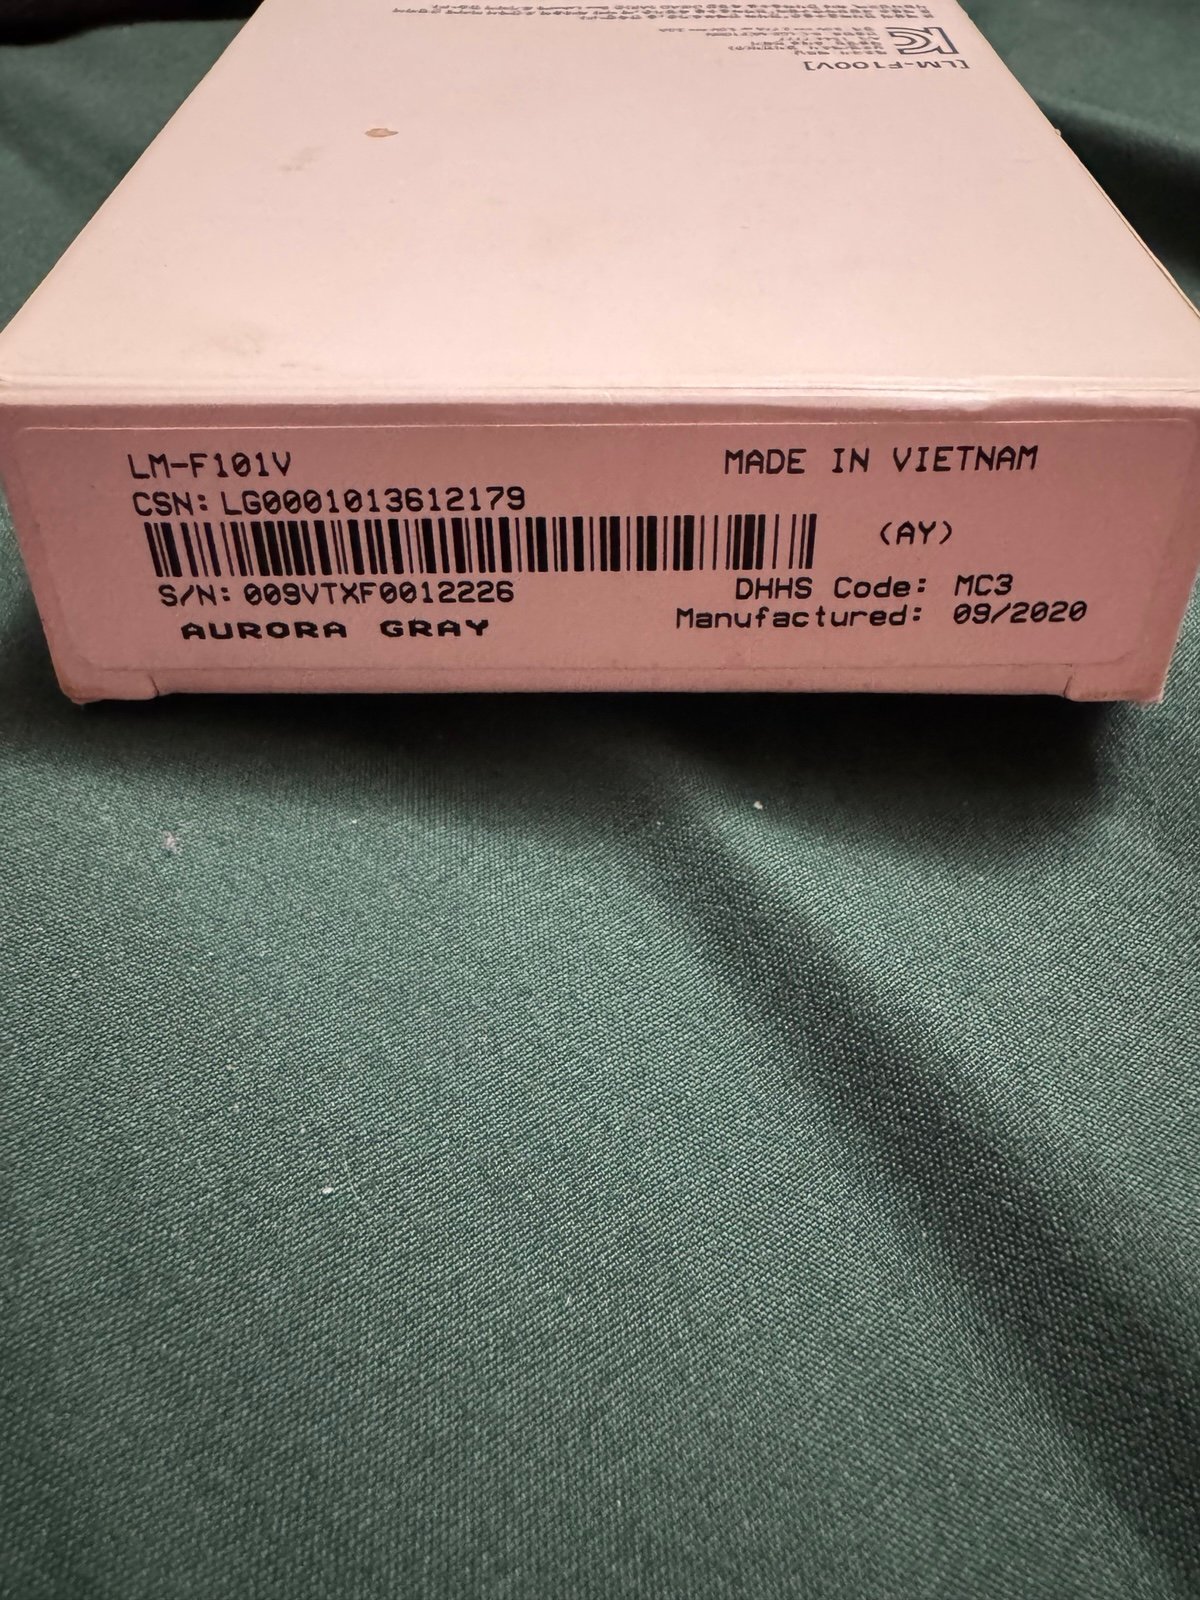 [LM-F100V]
LM-F101V
MADE IN VIETNAM
CSN: LG0001013612179
(AY)
S/N: 009VTXF0012226
DHHS Code: MC3
AURORA GRAY
Manufactured: 09/2020